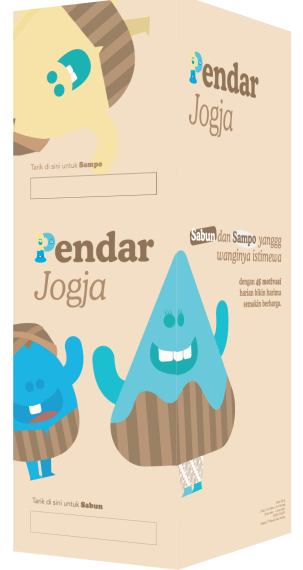 Tarik di sini untuk Sampo
Pendar
Jogja
Pendar
Jogja
Tarik di sini untuk Sabun
Sabun dan Sampo yanggg
wanginya istimewa
dengan 45 motivasi
harian bikin harimu
semakin berharga.